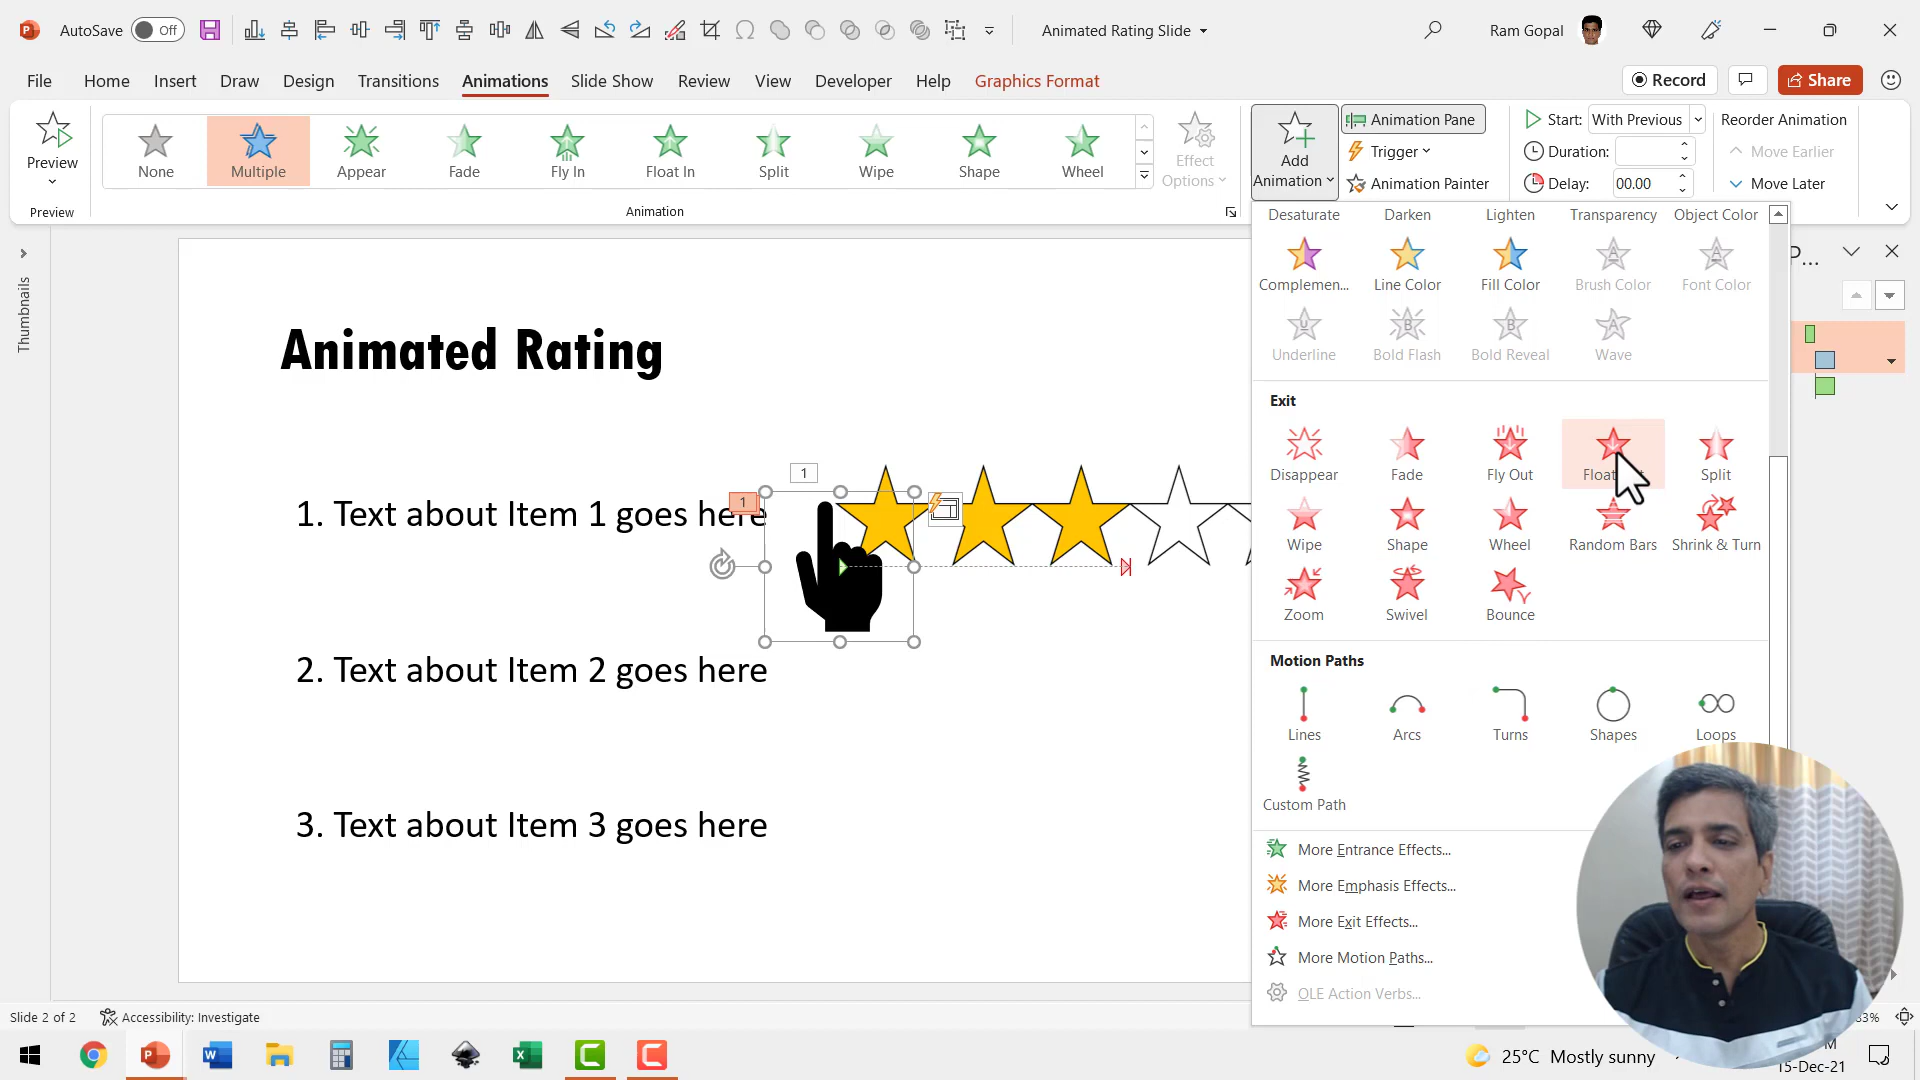 AutoSave Off Animated Rating Slide Ram Gopal
File Home Insert Draw Design Transitions Animations Slide Show Review View Developer Help Graphics Format Record Share
Preview
None Multiple Appear Fade Fly In Float In Split Wipe Shape Wheel
Effect
Options
Add
Animation
Animation Pane
Trigger
Animation Painter
Start: With Previous
Duration:
Delay: 00.00
Reorder Animation
Move Earlier
Move Later
Preview
Animation
Thumbnails
P...
Desaturate Darken Lighten Transparency Object Color
Complemen... Line Color Fill Color Brush Color Font Color
Underline Bold Flash Bold Reveal Wave
Exit
Disappear Fade Fly Out Float Split
Wipe Shape Wheel Random Bars Shrink & Turn
Zoom Swivel Bounce
Motion Paths
Lines Arcs Turns Shapes Loops
Custom Path
More Entrance Effects...
More Emphasis Effects...
More Exit Effects...
More Motion Paths...
OLE Action Verbs...
Animated Rating
1
1
1. Text about Item 1 goes here
2. Text about Item 2 goes here
3. Text about Item 3 goes here
Slide 2 of 2 Accessibility: Investigate
25°C Mostly sunny
15-Dec-21